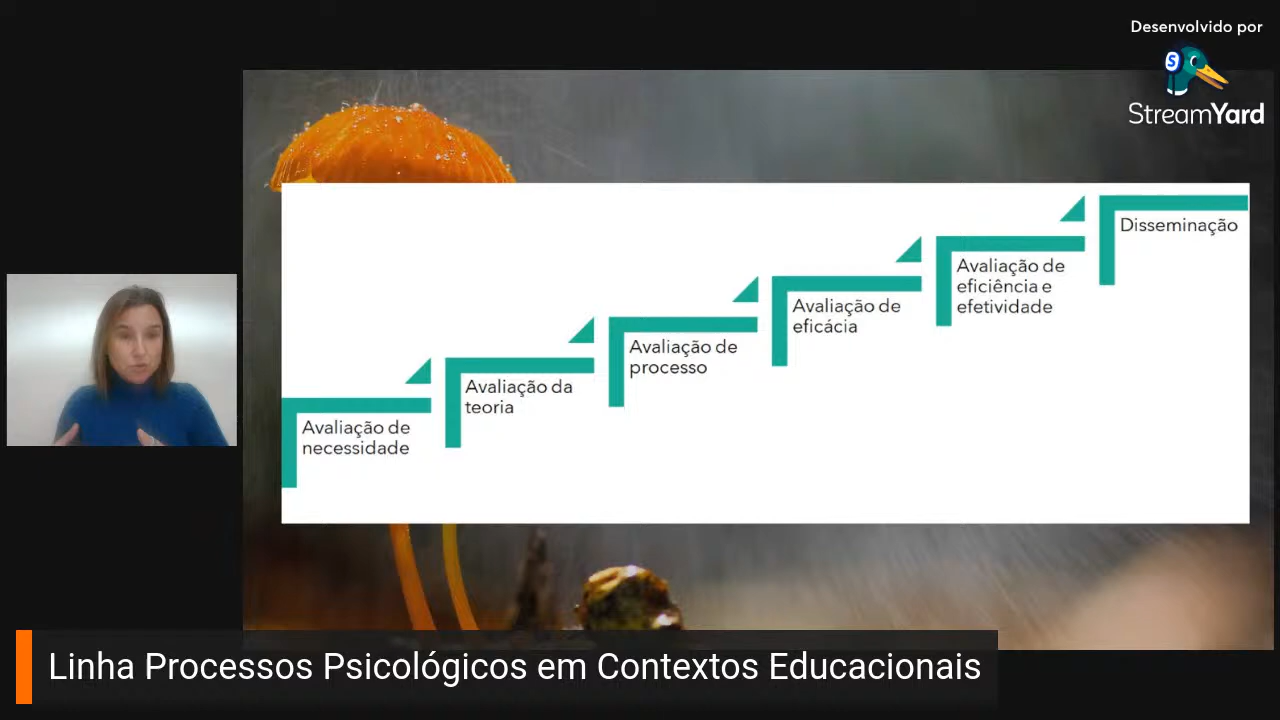 Desenvolvido por
S
StreamYard
Disseminação
Avaliação de
eficiência e
efetividade
Avaliação de
eficácia
Avaliação de
processo
Avaliação da
teoria
Avaliação de
necessidade
Linha Processos Psicológicos em Contextos Educacionais